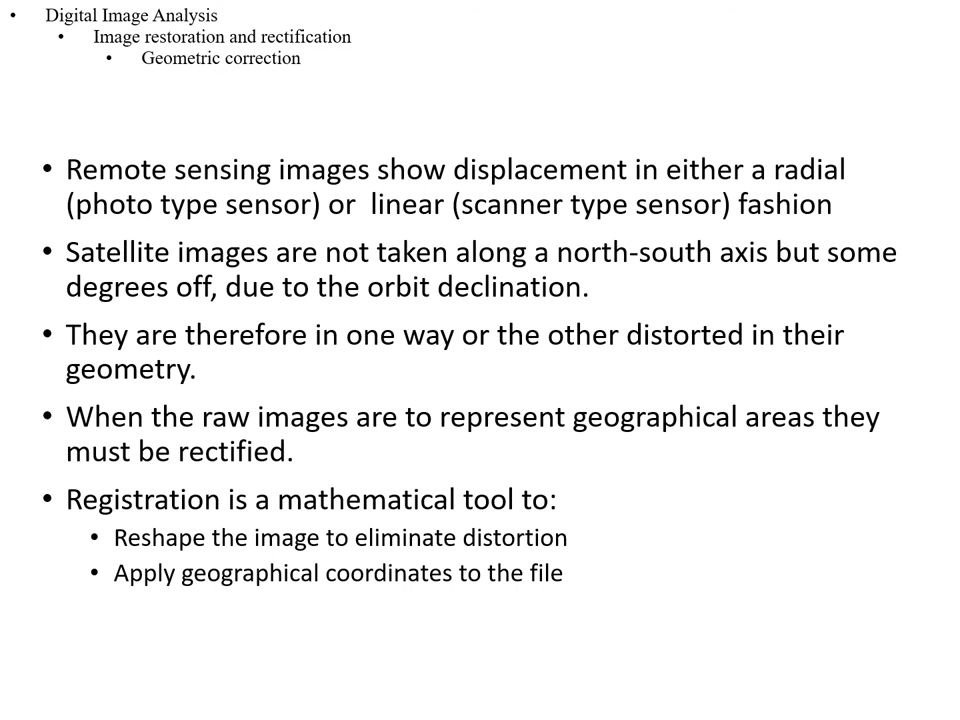 • Digital Image Analysis
• Image restoration and rectification
• Geometric correction
• Remote sensing images show displacement in either a radial
(photo type sensor) or  linear (scanner type sensor) fashion
• Satellite images are not taken along a north-south axis but some
degrees off, due to the orbit declination.
• They are therefore in one way or the other distorted in their
geometry.
• When the raw images are to represent geographical areas they
must be rectified.
• Registration is a mathematical tool to:
• Reshape the image to eliminate distortion
• Apply geographical coordinates to the file